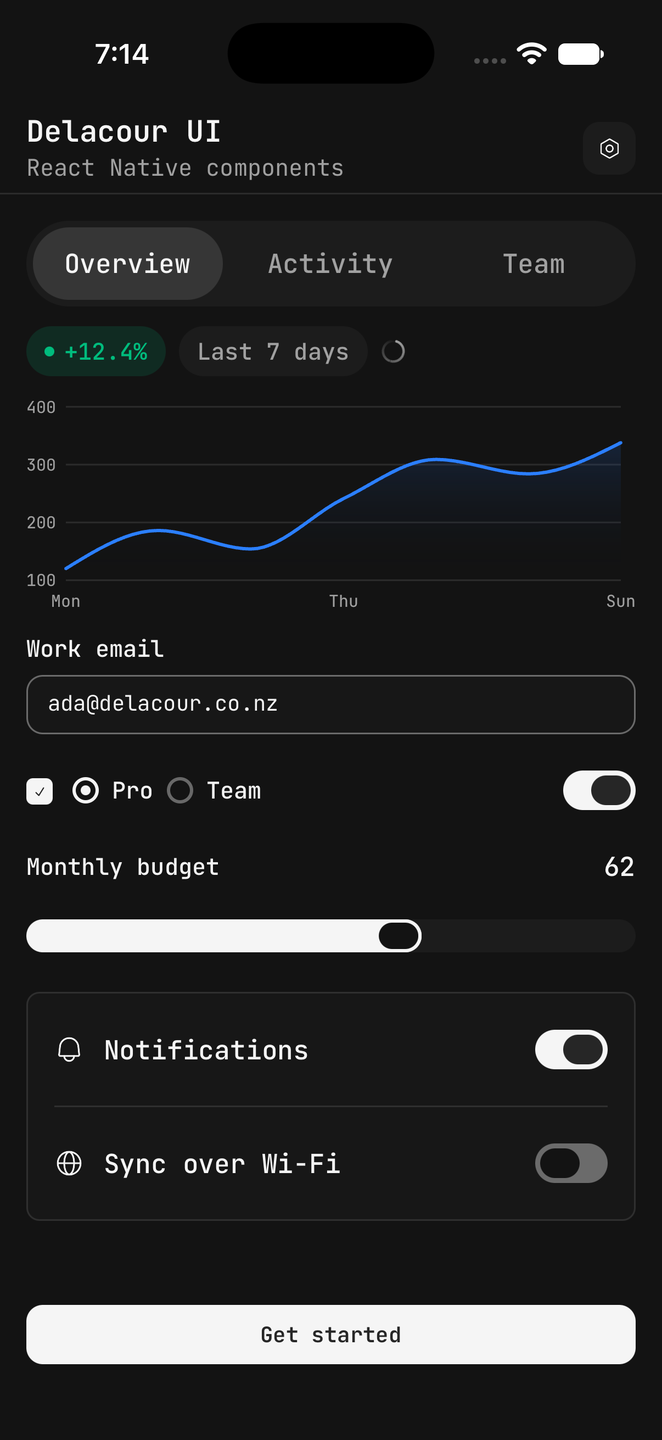 7:14
Delacour UI
React Native components
Overview Activity Team
+12.4% Last 7 days
400
300
200
100
Mon Thu Sun
Work email
ada@delacour.co.nz
Pro Team
Monthly budget 62
Notifications
Sync over Wi-Fi
Get started